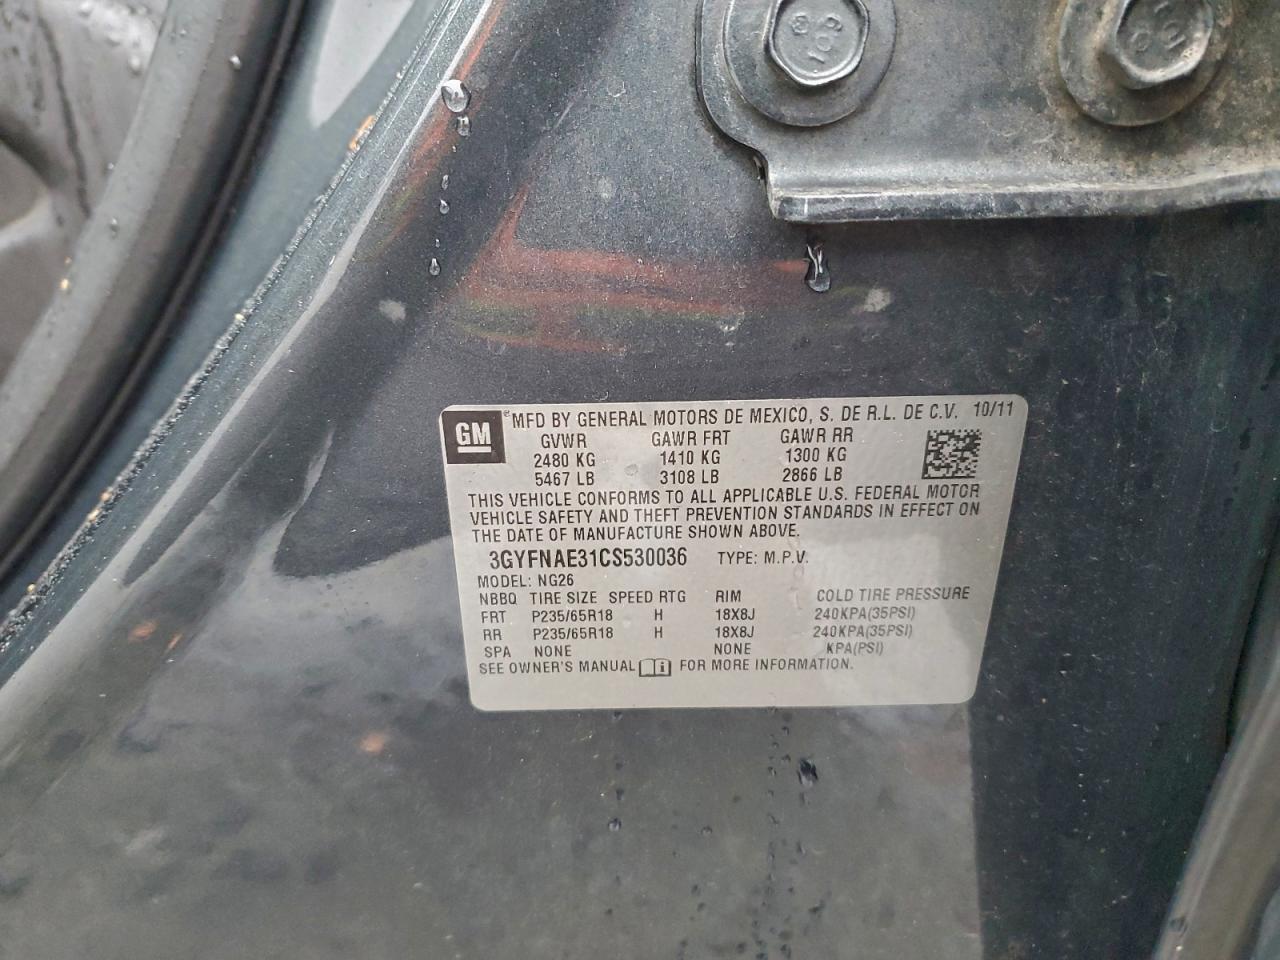 GM ® MFD BY GENERAL MOTORS DE MEXICO, S. DE R.L. DE C.V. 10/11
GVWR GAWR FRT GAWR RR
2480 KG 1410 KG 1300 KG
5467 LB 3108 LB 2866 LB
THIS VEHICLE CONFORMS TO ALL APPLICABLE U.S. FEDERAL MOTOR
VEHICLE SAFETY AND THEFT PREVENTION STANDARDS IN EFFECT ON
THE DATE OF MANUFACTURE SHOWN ABOVE.
3GYFNAE31CS530036 TYPE: M.P.V.
MODEL: NG26
NBBQ TIRE SIZE SPEED RTG RIM COLD TIRE PRESSURE
FRT P235/65R18 H 18X8J 240KPA(35PSI)
RR P235/65R18 H 18X8J 240KPA(35PSI)
SPA NONE NONE KPA(PSI)
SEE OWNER'S MANUAL i FOR MORE INFORMATION.